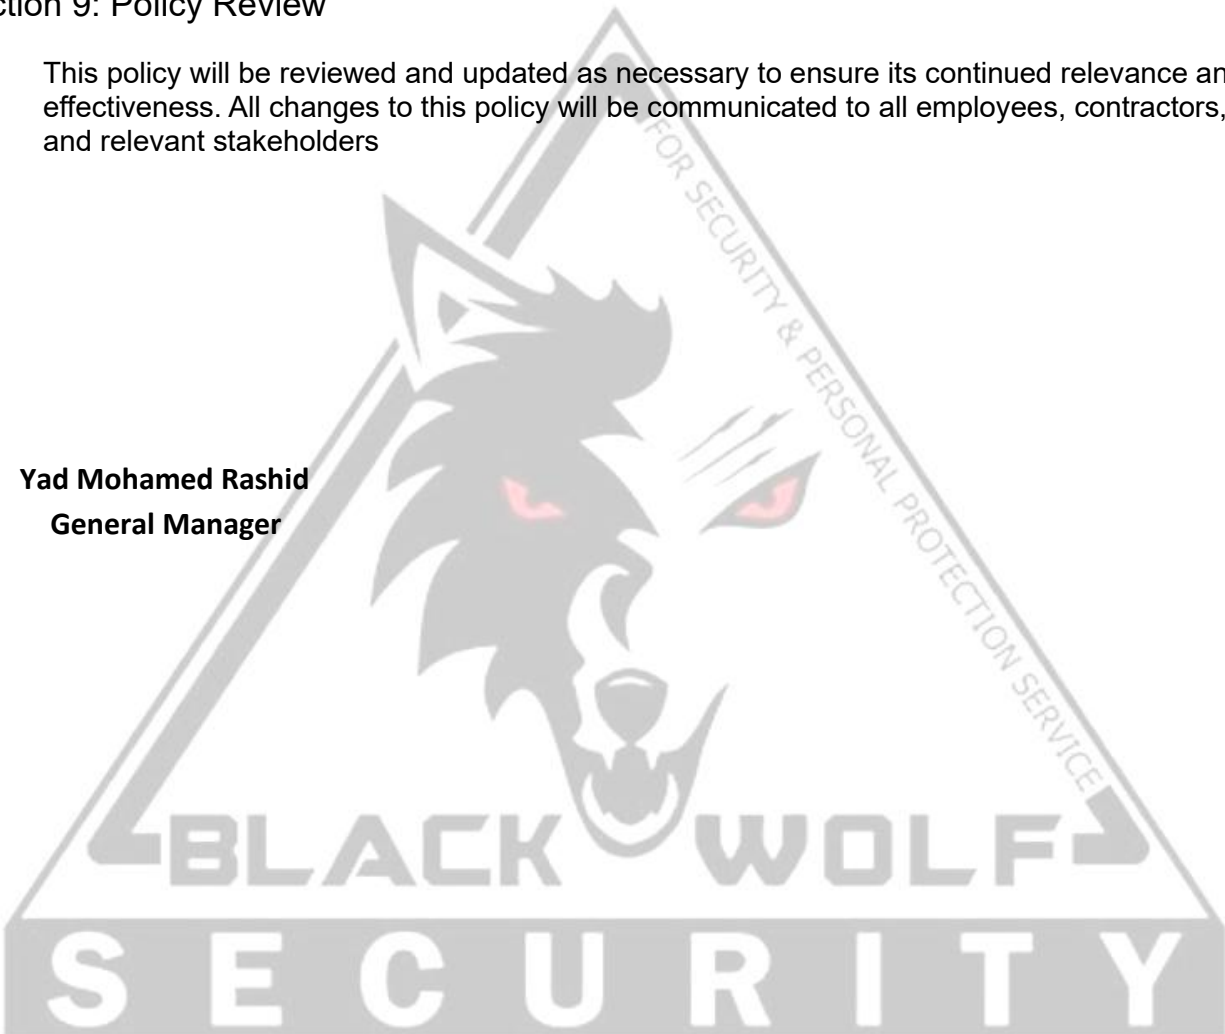 ction 9: Policy Review
This policy will be reviewed and updated as necessary to ensure its continued relevance an
effectiveness. All changes to this policy will be communicated to all employees, contractors,
and relevant stakeholders
FOR SECURITY & PERSONAL PROTECTION SERVICE
Yad Mohamed Rashid
General Manager
BLACK WOLF
SECURITY